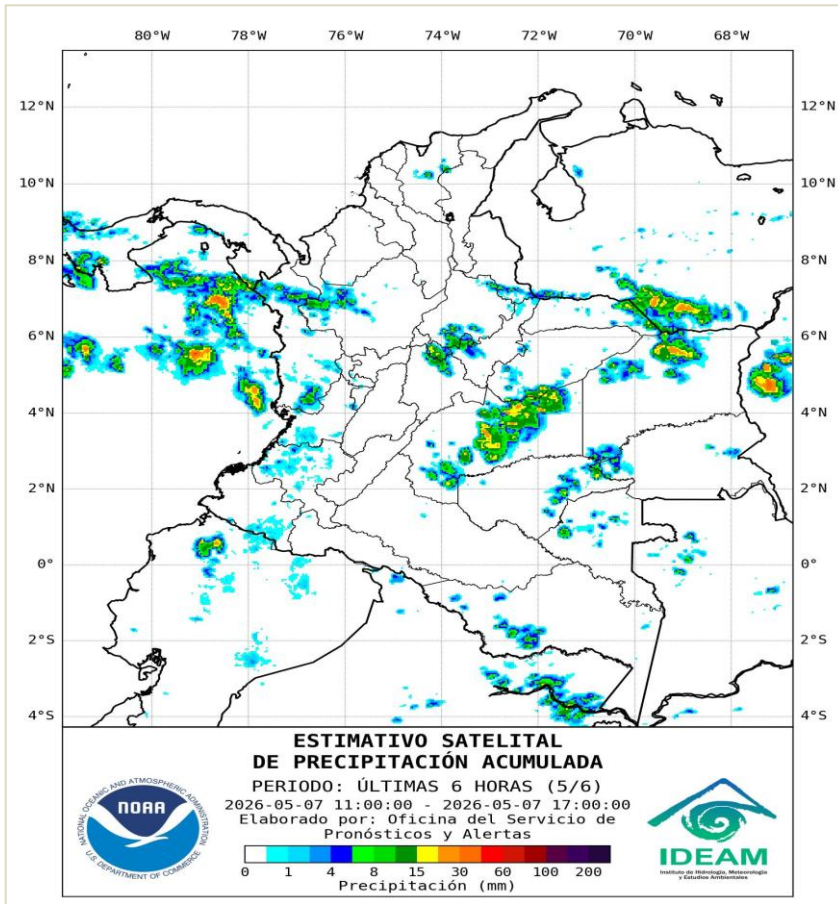 80°W 78°W 76°W 74°W 72°W 70°W 68°W
12°N 12°N
10°N 10°N
8°N 8°N
6°N 6°N
4°N 4°N
2°N 2°N
0° 0°
2°S 2°S
4°S 4°S
ESTIMATIVO SATELITAL
DE PRECIPITACIÓN ACUMULADA
PERIODO: ÚLTIMAS 6 HORAS (5/6)
2026-05-07 11:00:00 - 2026-05-07 17:00:00
Elaborado por: Oficina del Servicio de
Pronósticos y Alertas
0 1 4 8 15 30 60 100 200
Precipitación (mm)
NATIONAL OCEANIC AND ATMOSPHERIC ADMINISTRATION
NOAA
U.S. DEPARTMENT OF COMMERCE
IDEAM
Instituto de Hidrología, Meteorología
y Estudios Ambientales